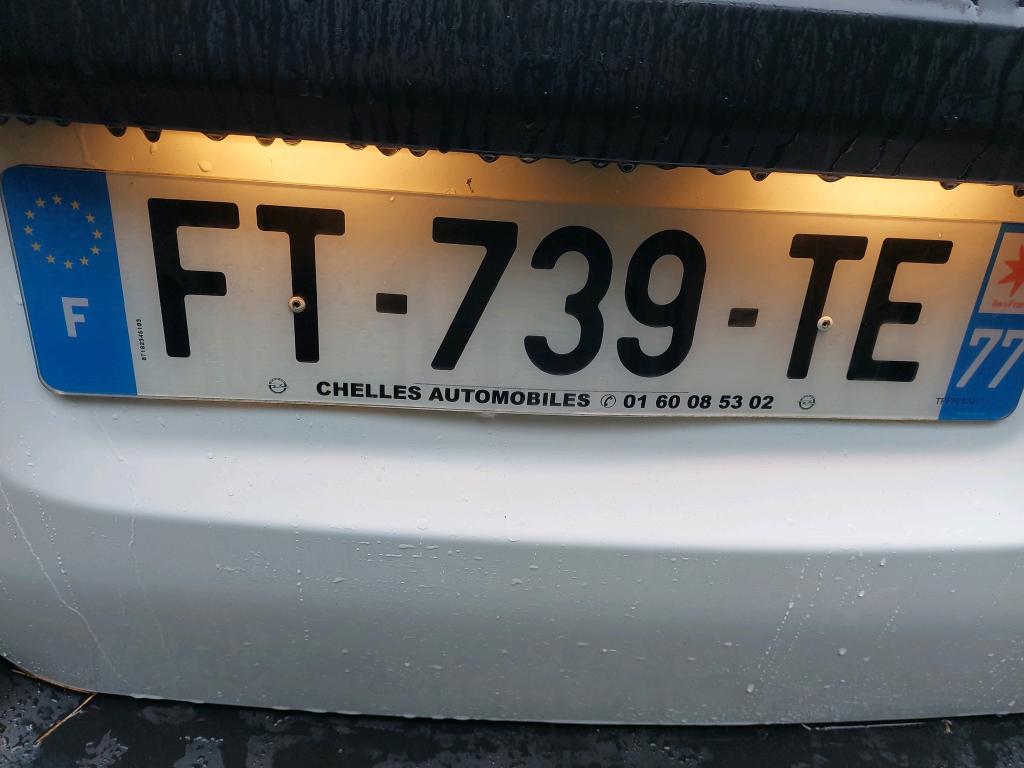 F
FT-739-TE
77
CHELLES AUTOMOBILES ✆ 01 60 08 53 02